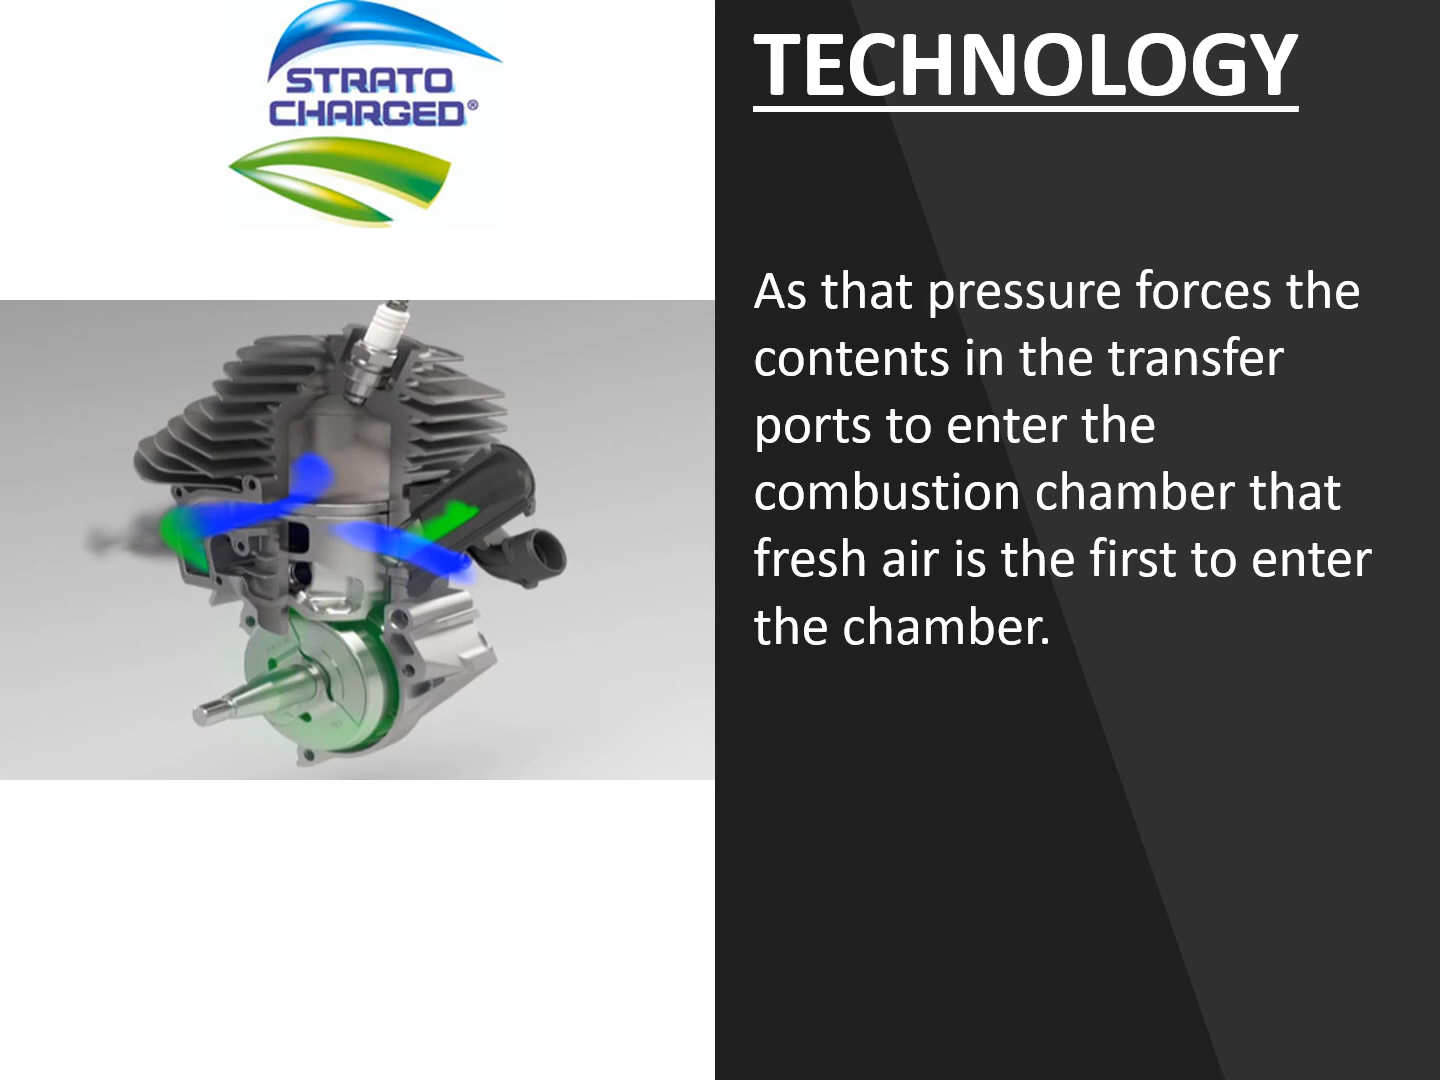 STRATO
CHARGED®
TECHNOLOGY
As that pressure forces the
contents in the transfer
ports to enter the
combustion chamber that
fresh air is the first to enter
the chamber.